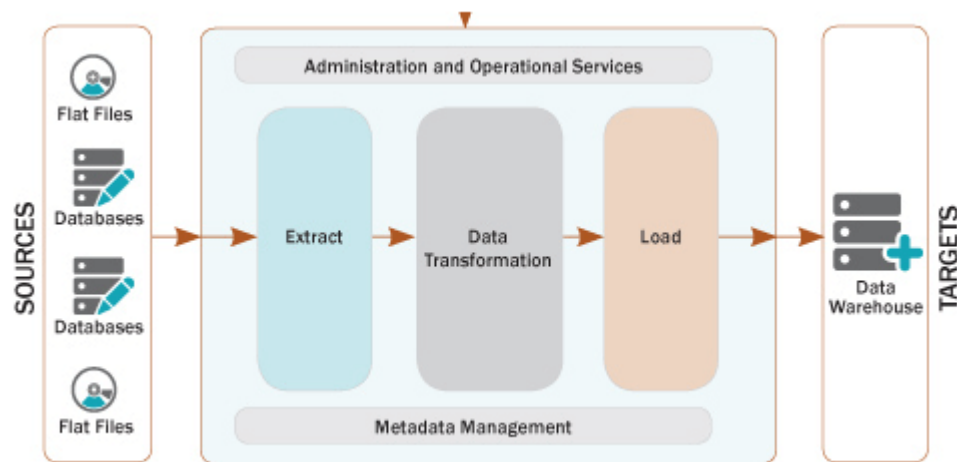 SOURCES
Flat Files
Databases
Databases
Flat Files
Administration and Operational Services
Extract
Data
Transformation
Load
Metadata Management
Data
Warehouse
TARGETS